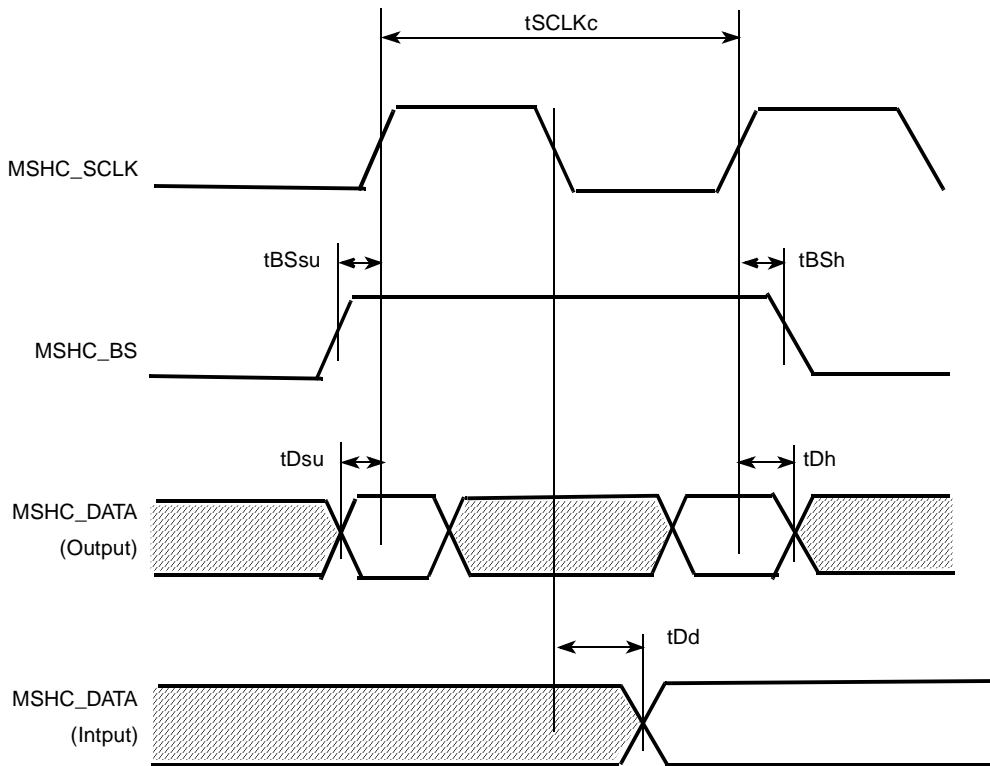 tSCLKc
MSHC_SCLK
tBSsu
tBSh
MSHC_BS
tDsu
tDh
MSHC_DATA
(Output)
tDd
MSHC_DATA
(Intput)